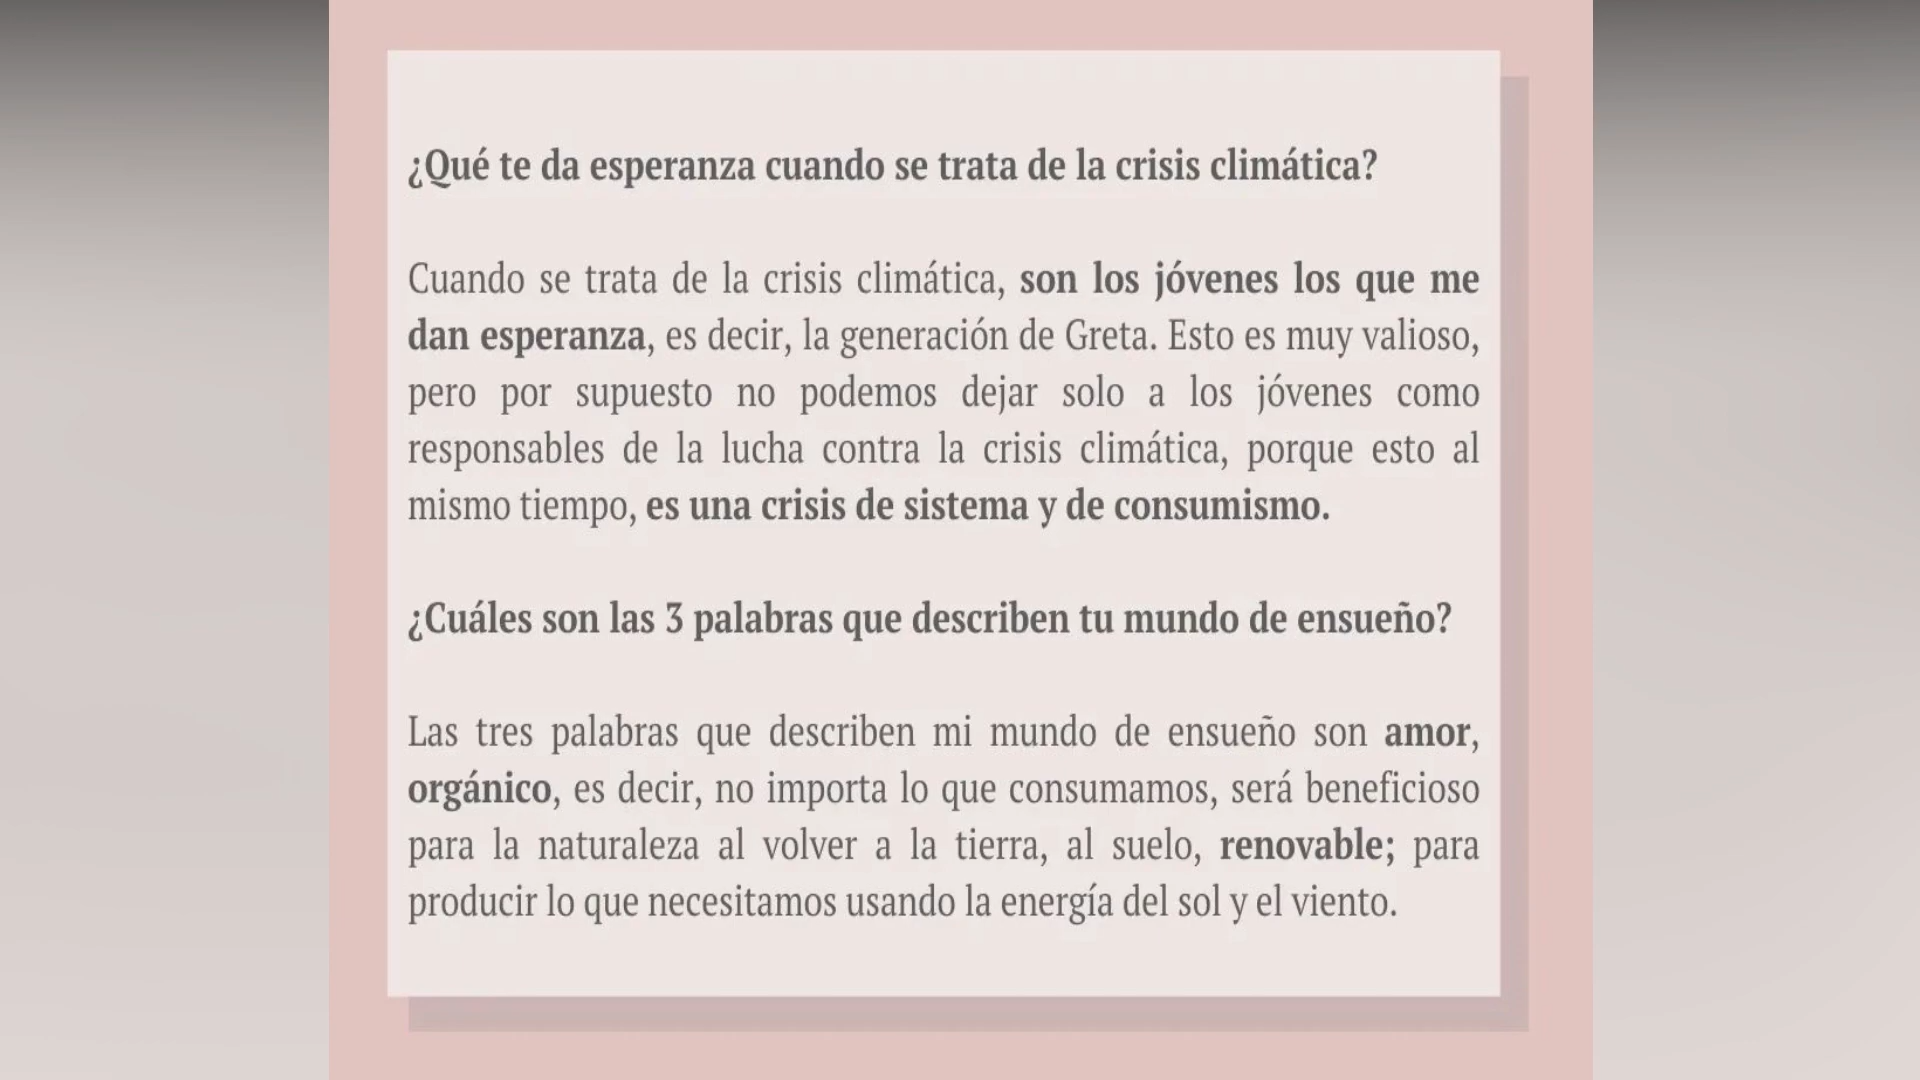 ¿Qué te da esperanza cuando se trata de la crisis climática?
Cuando se trata de la crisis climática, son los jóvenes los que me
dan esperanza, es decir, la generación de Greta. Esto es muy valioso,
pero por supuesto no podemos dejar solo a los jóvenes como
responsables de la lucha contra la crisis climática, porque esto al
mismo tiempo, es una crisis de sistema y de consumismo.
¿Cuáles son las 3 palabras que describen tu mundo de ensueño?
Las tres palabras que describen mi mundo de ensueño son amor,
orgánico, es decir, no importa lo que consumamos, será beneficioso
para la naturaleza al volver a la tierra, al suelo, renovable; para
producir lo que necesitamos usando la energía del sol y el viento.